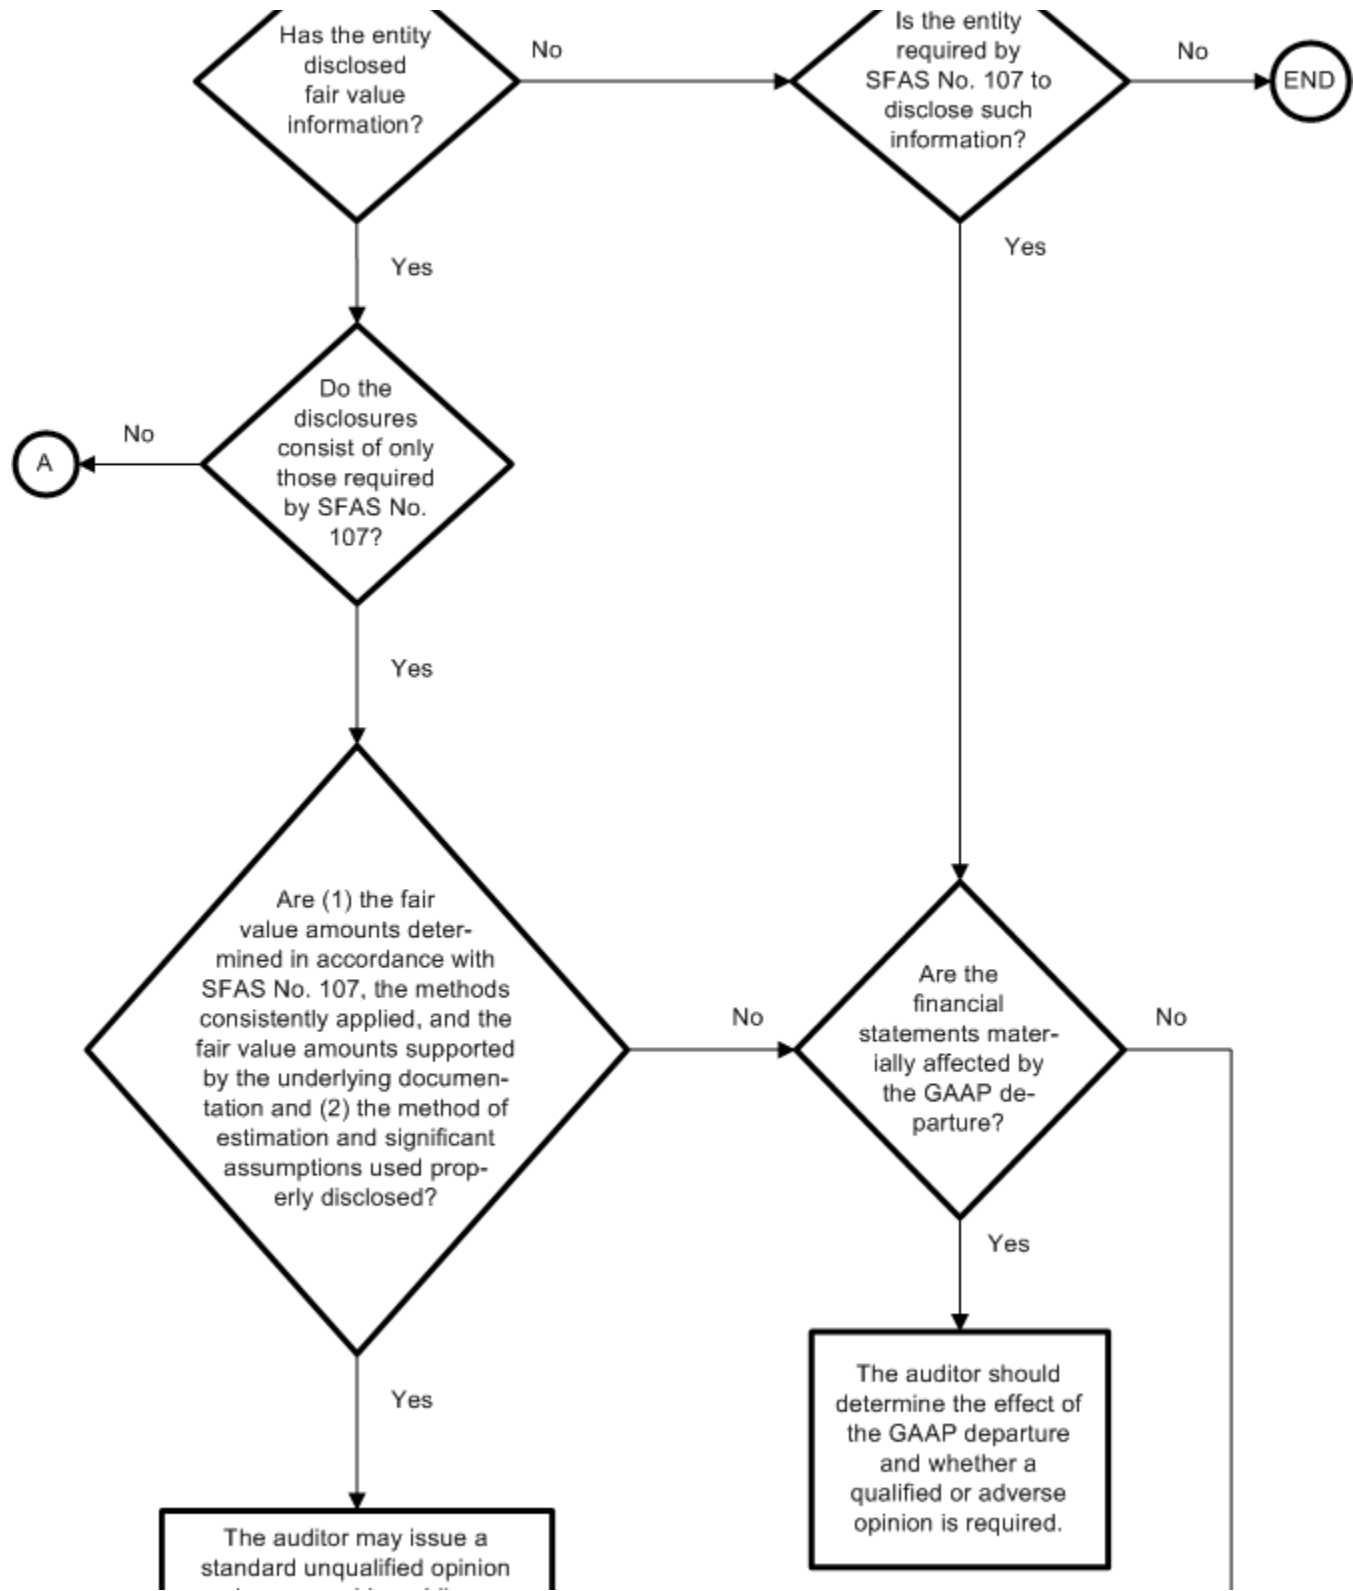 Has the entity
disclosed
fair value
information?
No
Is the entity
required by
SFAS No. 107 to
disclose such
information?
No
END
Yes
Yes
Do the
disclosures
consist of only
those required
by SFAS No.
107?
No
A
Yes
Are (1) the fair
value amounts deter-
mined in accordance with
SFAS No. 107, the methods
consistently applied, and the
fair value amounts supported
by the underlying documen-
tation and (2) the method of
estimation and significant
assumptions used prop-
erly disclosed?
No
Are the
financial
statements mater-
ially affected by
the GAAP de-
parture?
No
Yes
Yes
The auditor should
determine the effect of
the GAAP departure
and whether a
qualified or adverse
opinion is required.
The auditor may issue a
standard unqualified opinion